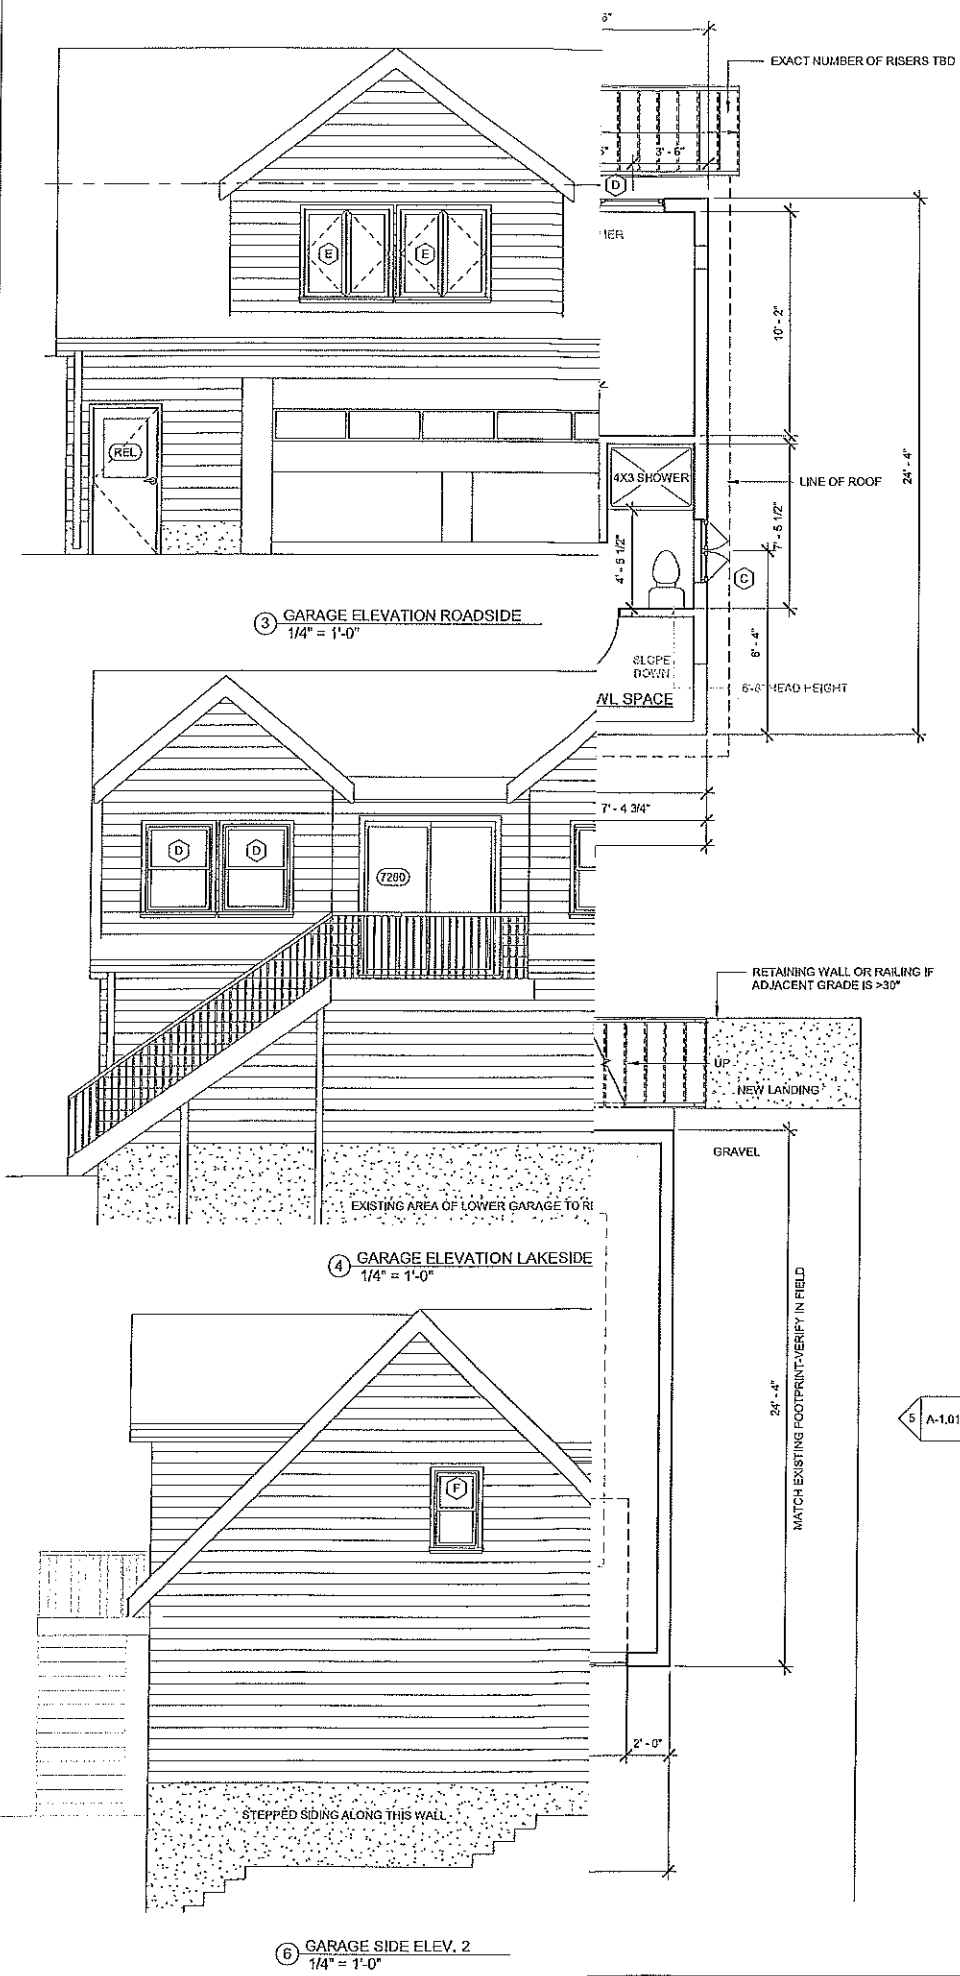 6"
EXACT NUMBER OF RISERS TBD
3' - 6"
D
E
E
10' - 2"
24' - 4"
REL
4X3 SHOWER
LINE OF ROOF
7' - 5 1/2"
4' - 5 1/2"
C
3 GARAGE ELEVATION ROADSIDE
1/4" = 1'-0"
6' - 4"
SLOPE
DOWN
6'-8" HEAD HEIGHT
WL SPACE
7' - 4 3/4"
D
D
7280
RETAINING WALL OR RAILING IF
ADJACENT GRADE IS >30"
UP
NEW LANDING
GRAVEL
EXISTING AREA OF LOWER GARAGE TO RE
4 GARAGE ELEVATION LAKESIDE
1/4" = 1'-0"
24' - 4"
MATCH EXISTING FOOTPRINT-VERIFY IN FIELD
5
A-1.01
F
2' - 0"
STEPPED SIDING ALONG THIS WALL
6 GARAGE SIDE ELEV. 2
1/4" = 1'-0"